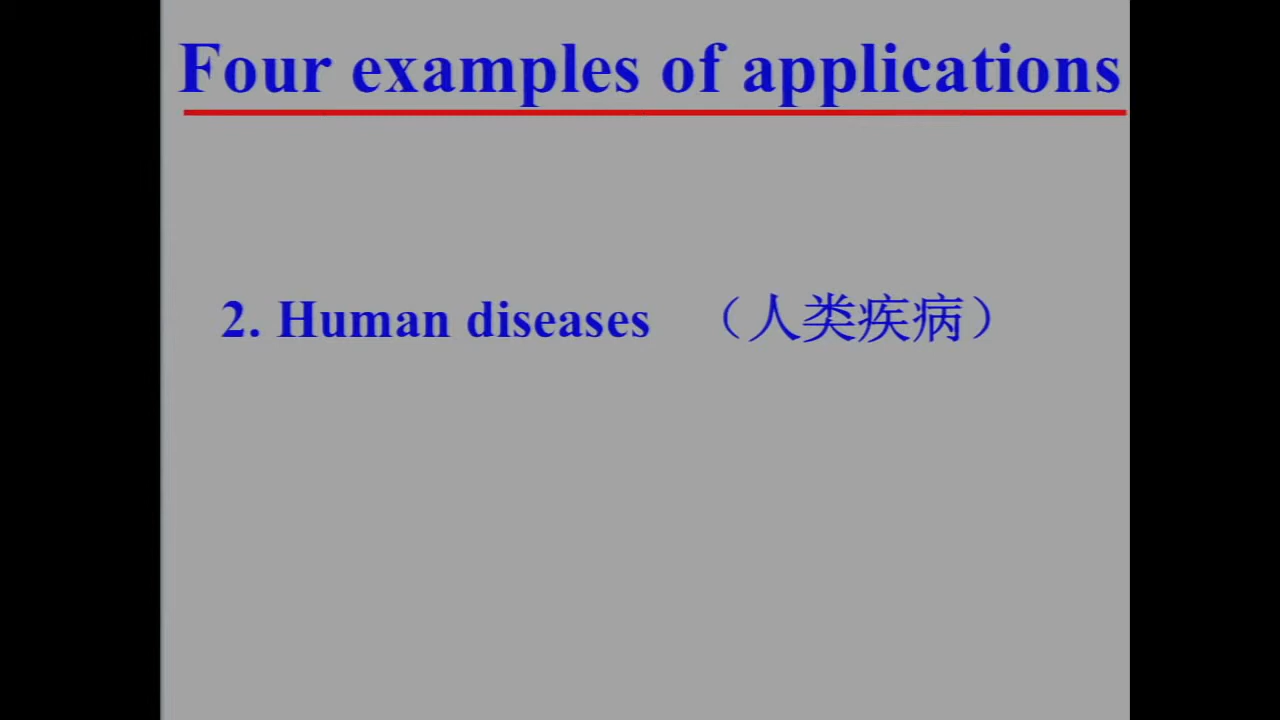 Four examples of applications
2. Human diseases （人类疾病）